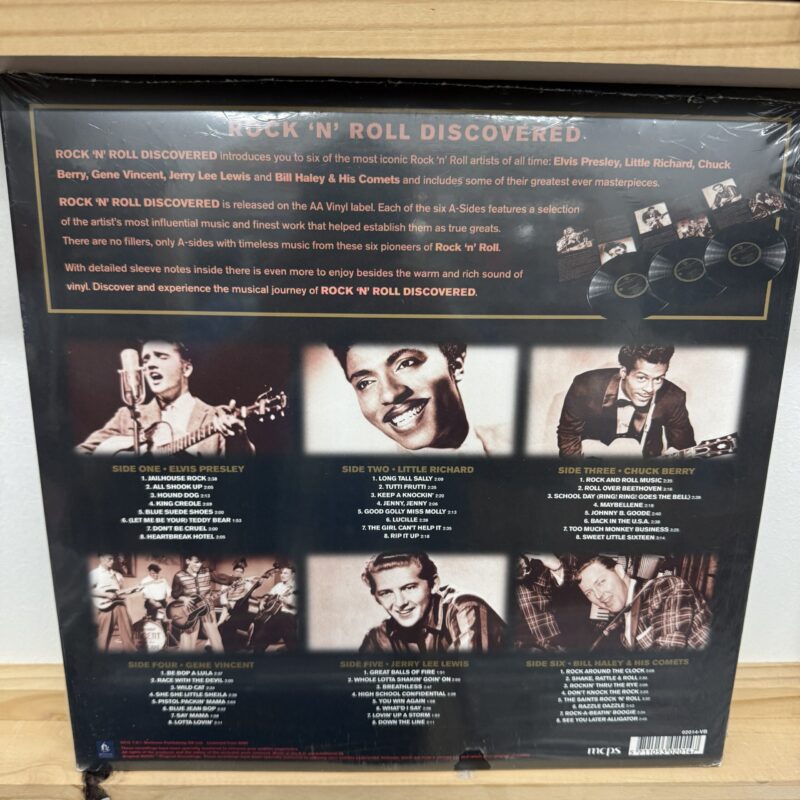 ROCK 'N' ROLL DISCOVERED
ROCK 'N' ROLL DISCOVERED introduces you to six of the most iconic Rock 'n' Roll artists of all time: Elvis Presley, Little Richard, Chuck
Berry, Gene Vincent, Jerry Lee Lewis and Bill Haley & His Comets and includes some of their greatest ever masterpieces.
ROCK 'N' ROLL DISCOVERED is released on the AA Vinyl label. Each of the six A-Sides features a selection
of the artist's most influential music and finest work that helped establish them as true greats.
There are no fillers, only A-sides with timeless music from these six pioneers of Rock 'n' Roll.
With detailed sleeve notes inside there is even more to enjoy besides the warm and rich sound of
vinyl. Discover and experience the musical journey of ROCK 'N' ROLL DISCOVERED.
SIDE ONE • ELVIS PRESLEY
1. JAILHOUSE ROCK
2. ALL SHOOK UP
3. HOUND DOG 2:13
4. KING CREOLE
5. BLUE SUEDE SHOES
6. (LET ME BE YOUR) TEDDY BEAR
7. DON'T BE CRUEL
8. HEARTBREAK HOTEL
SIDE TWO • LITTLE RICHARD
1. LONG TALL SALLY
2. TUTTI FRUTTI
3. KEEP A KNOCKIN'
4. JENNY, JENNY
5. GOOD GOLLY MISS MOLLY
6. LUCILLE
7. THE GIRL CAN'T HELP IT
8. RIP IT UP
SIDE THREE • CHUCK BERRY
1. ROCK AND ROLL MUSIC
2. ROLL OVER BEETHOVEN
3. SCHOOL DAY (RING! RING! GOES THE BELL)
4. MAYBELLENE
5. JOHNNY B. GOODE
6. BACK IN THE U.S.A.
7. TOO MUCH MONKEY BUSINESS
8. SWEET LITTLE SIXTEEN
SIDE FOUR • GENE VINCENT
1. BE BOP A LULA
2. RACE WITH THE DEVIL
3. WILD CAT
4. SHE SHE LITTLE SHEILA
5. PISTOL PACKIN' MAMA
6. BLUE JEAN BOP
7. SAY MAMA
8. LOTTA LOVIN'
SIDE FIVE • JERRY LEE LEWIS
1. GREAT BALLS OF FIRE
2. WHOLE LOTTA SHAKIN' GOIN' ON
3. BREATHLESS
4. HIGH SCHOOL CONFIDENTIAL
5. YOU WIN AGAIN
6. WHAT'D I SAY
7. LOVIN' UP A STORM
8. DOWN THE LINE
SIDE SIX • BILL HALEY & HIS COMETS
1. ROCK AROUND THE CLOCK
2. SHAKE, RATTLE & ROLL
3. ROCKIN' THRU THE RYE
4. DON'T KNOCK THE ROCK
5. THE SAINTS ROCK 'N' ROLL
6. RAZZLE DAZZLE
7. ROCK-A-BEATIN' BOOGIE
8. SEE YOU LATER ALLIGATOR
mcps
02014-VB
5 711053 020147